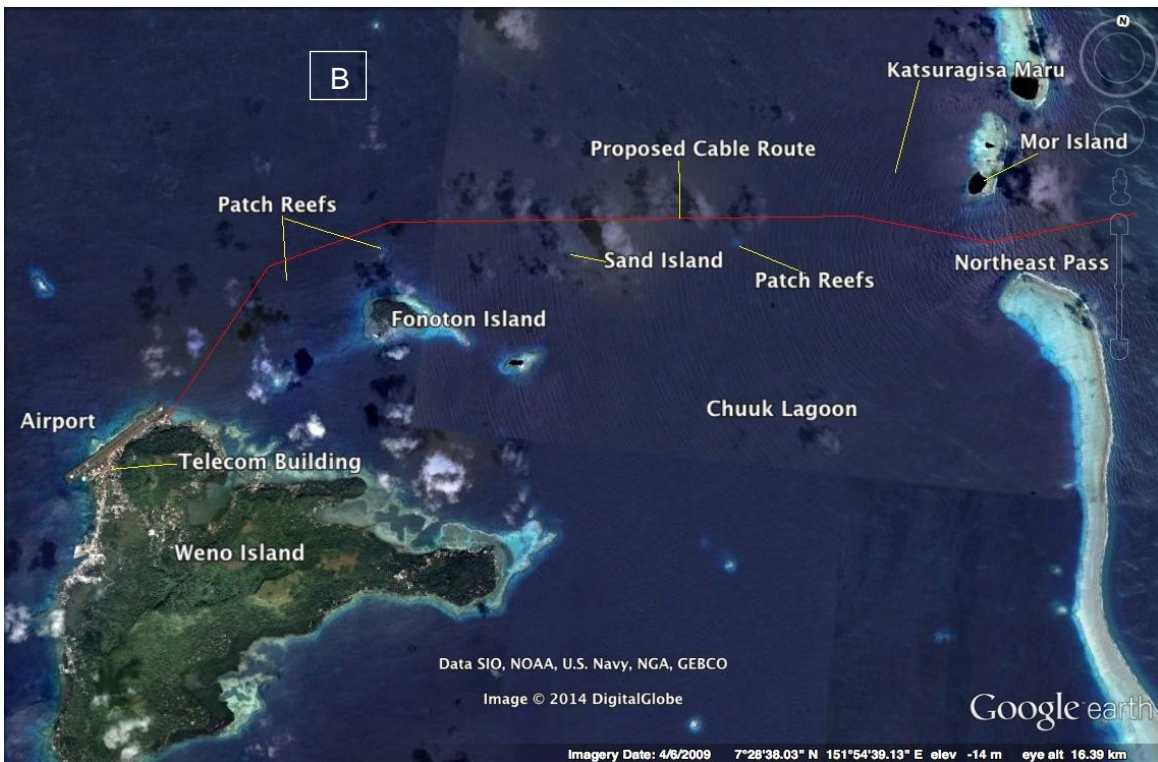 N
B
Katsuragisa Maru
Mor Island
Proposed Cable Route
Patch Reefs
Sand Island
Northeast Pass
Patch Reefs
Fonoton Island
Airport
Chuuk Lagoon
Telecom Building
Weno Island
Data SIO, NOAA, U.S. Navy, NGA, GEBCO
Image © 2014 DigitalGlobe
Google earth
Imagery Date: 4/6/2009 7°28'38.03" N 151°54'39.13" E elev -14 m eye alt 16.39 km